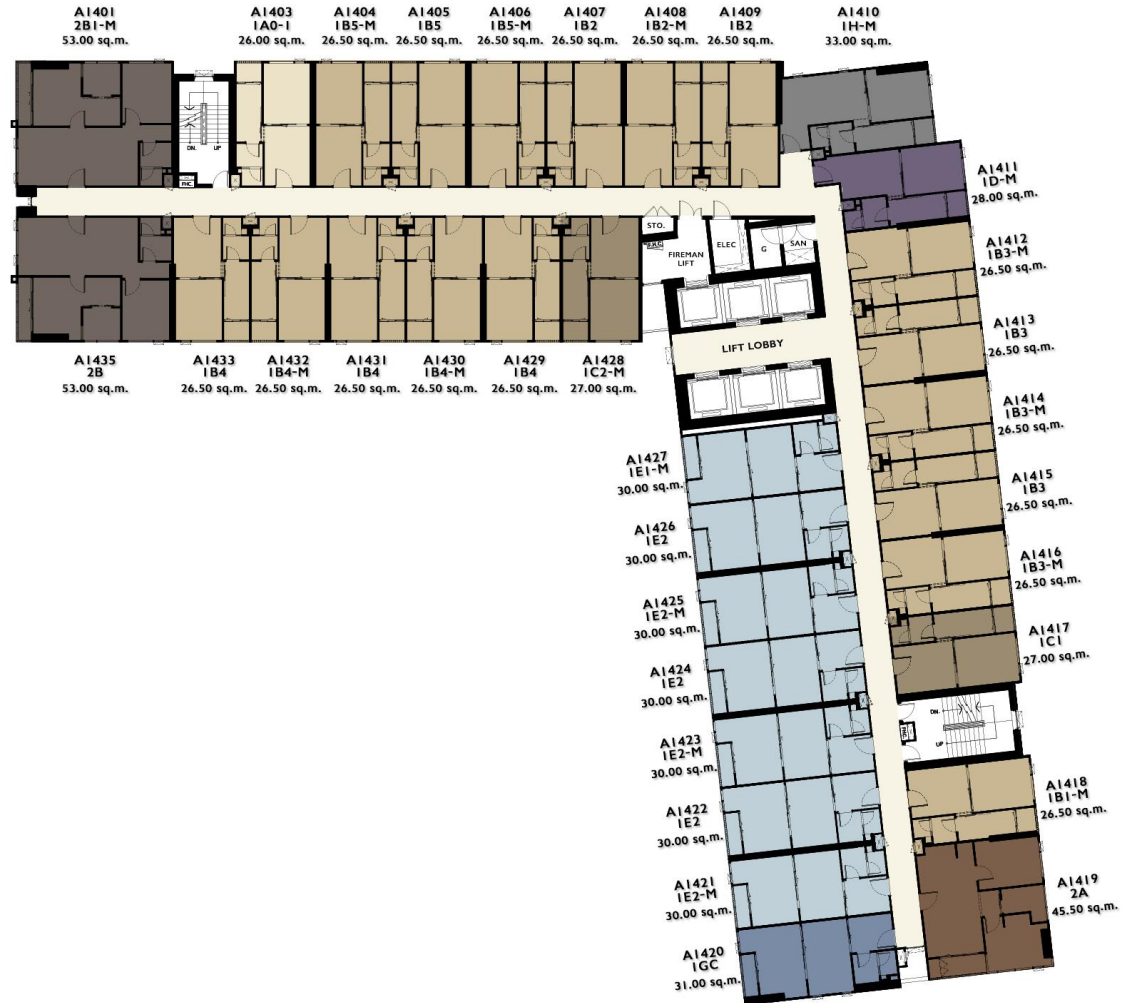 A1401
2B1-M
53.00 sq.m.
A1403
1A0-1
26.00 sq.m.
A1404
1B5-M
26.50 sq.m.
A1405
1B5
26.50 sq.m.
A1406
1B5-M
26.50 sq.m.
A1407
1B2
26.50 sq.m.
A1408
1B2-M
26.50 sq.m.
A1409
1B2
26.50 sq.m.
A1410
1H-M
33.00 sq.m.
DN. UP
FHC.
A1411
1D-M
28.00 sq.m.
STO.
FIREMAN
LIFT
ELEC
G
SAN
A1412
1B3-M
26.50 sq.m.
A1413
1B3
26.50 sq.m.
LIFT LOBBY
A1435
2B
53.00 sq.m.
A1433
1B4
26.50 sq.m.
A1432
1B4-M
26.50 sq.m.
A1431
1B4
26.50 sq.m.
A1430
1B4-M
26.50 sq.m.
A1429
1B4
26.50 sq.m.
A1428
1C2-M
27.00 sq.m.
A1414
1B3-M
26.50 sq.m.
A1427
1E1-M
30.00 sq.m.
A1415
1B3
26.50 sq.m.
A1426
1E2
30.00 sq.m.
A1416
1B3-M
26.50 sq.m.
A1425
1E2-M
30.00 sq.m.
A1417
1C1
27.00 sq.m.
A1424
1E2
30.00 sq.m.
DN.
FHC.
UP
A1423
1E2-M
30.00 sq.m.
A1418
1B1-M
26.50 sq.m.
A1422
1E2
30.00 sq.m.
A1421
1E2-M
30.00 sq.m.
A1419
2A
45.50 sq.m.
A1420
1GC
31.00 sq.m.